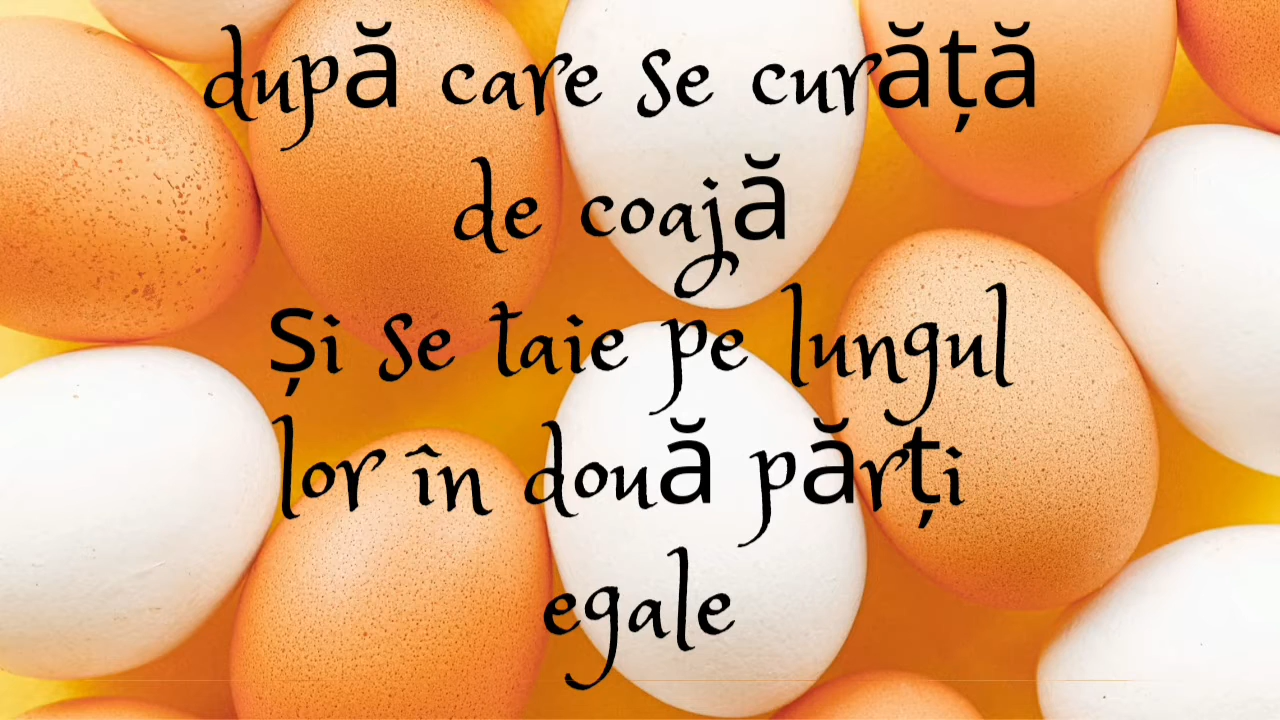 după care se curăță
de coajă
și se taie pe lungul
lor în două părți
egale